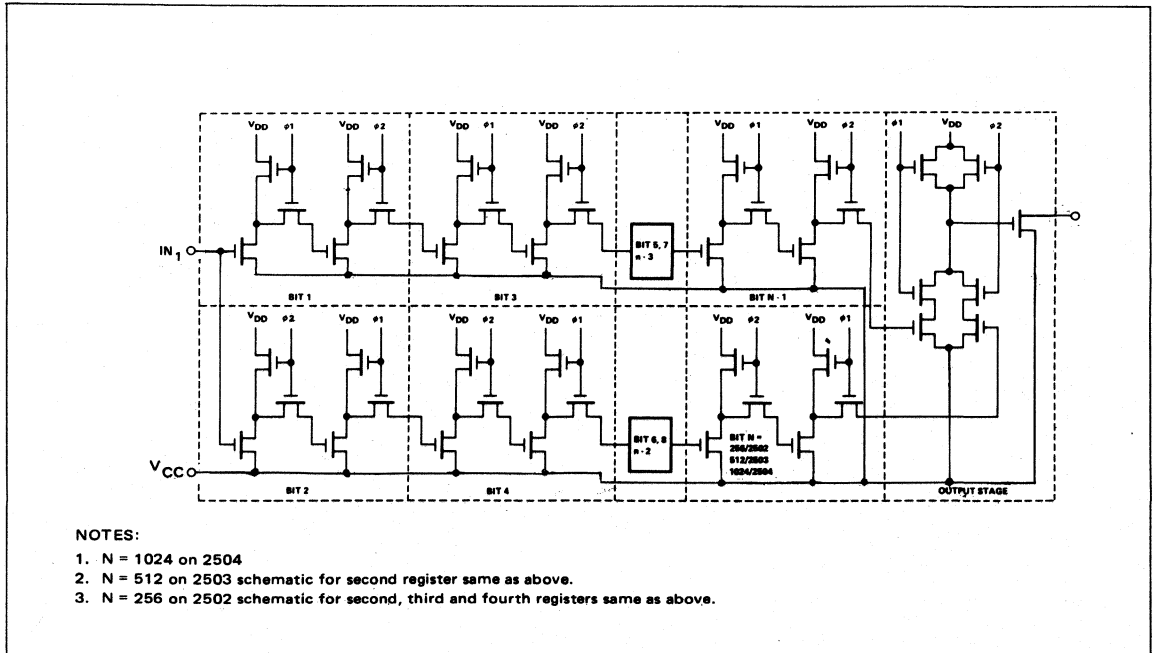 VDD φ1 VDD φ2 VDD φ1 VDD φ2 VDD φ1 VDD φ2 φ1 VDD φ2
IN1
BIT 5, 7
n - 3
BIT 1 BIT 3 BIT N - 1
VDD φ2 VDD φ1 VDD φ2 VDD φ1 VDD φ2 VDD φ1
BIT 6, 8
n - 2
BIT N =
256/2502
512/2503
1024/2504
VCC
BIT 2 BIT 4 OUTPUT STAGE
NOTES:
1. N = 1024 on 2504
2. N = 512 on 2503 schematic for second register same as above.
3. N = 256 on 2502 schematic for second, third and fourth registers same as above.